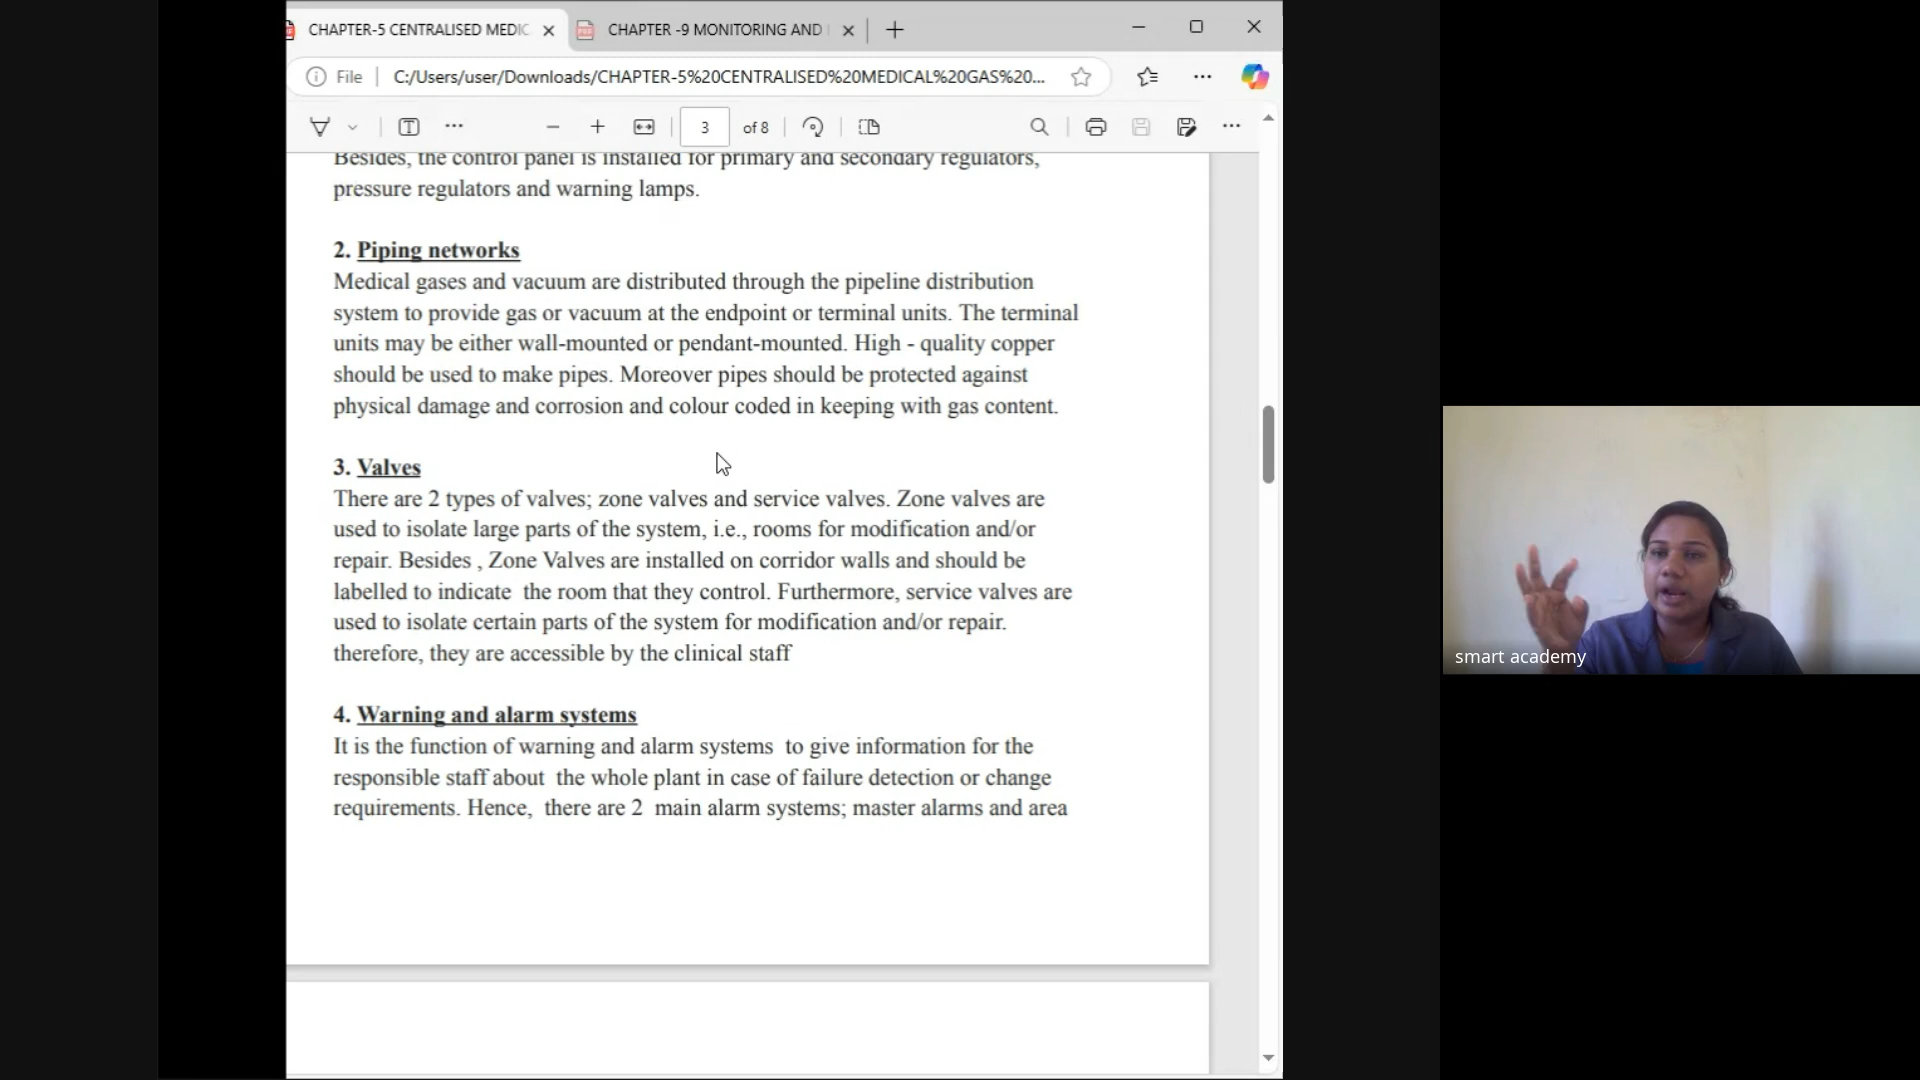 CHAPTER-5 CENTRALISED MEDIC
CHAPTER -9 MONITORING AND
File
C:/Users/user/Downloads/CHAPTER-5%20CENTRALISED%20MEDICAL%20GAS%20...
3 of 8
Besides, the control panel is installed for primary and secondary regulators,
pressure regulators and warning lamps.
2. Piping networks
Medical gases and vacuum are distributed through the pipeline distribution
system to provide gas or vacuum at the endpoint or terminal units. The terminal
units may be either wall-mounted or pendant-mounted. High - quality copper
should be used to make pipes. Moreover pipes should be protected against
physical damage and corrosion and colour coded in keeping with gas content.
3. Valves
There are 2 types of valves; zone valves and service valves. Zone valves are
used to isolate large parts of the system, i.e., rooms for modification and/or
repair. Besides , Zone Valves are installed on corridor walls and should be
labelled to indicate  the room that they control. Furthermore, service valves are
used to isolate certain parts of the system for modification and/or repair.
therefore, they are accessible by the clinical staff
4. Warning and alarm systems
It is the function of warning and alarm systems  to give information for the
responsible staff about  the whole plant in case of failure detection or change
requirements. Hence,  there are 2  main alarm systems; master alarms and area
smart academy